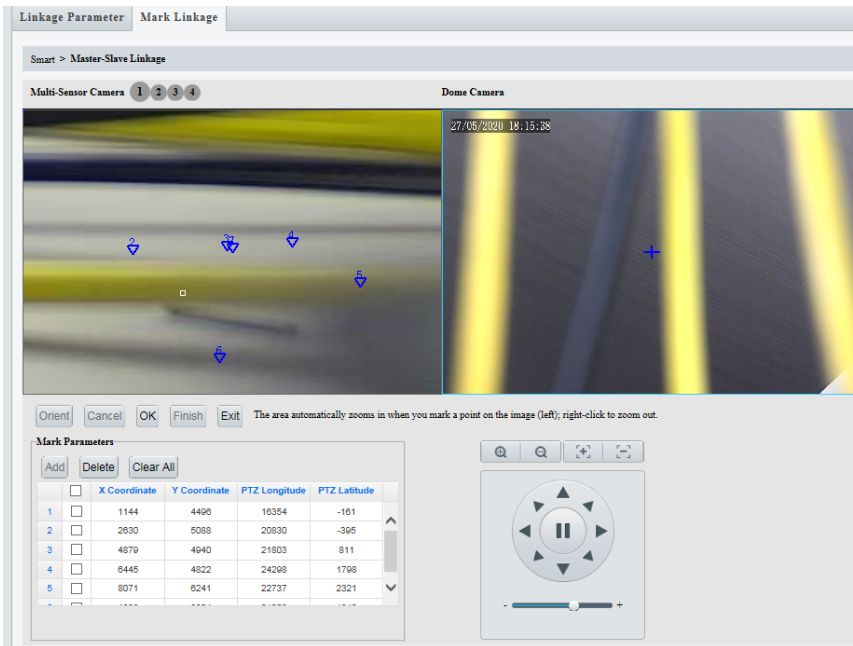 Linkage Parameter Mark Linkage
Smart > Master-Slave Linkage
Multi-Sensor Camera 1 2 3 4
Dome Camera
27/05/2020 18:15:38
2
3
7
4
5
6
Orient Cancel OK Finish Exit The area automatically zooms in when you mark a point on the image (left); right-click to zoom out.
Mark Parameters
Add Delete Clear All
X Coordinate Y Coordinate PTZ Longitude PTZ Latitude
1 1144 4496 16354 -161
2 2630 5088 20830 -395
3 4879 4940 21803 811
4 6445 4822 24298 1798
5 8071 6241 22737 2321
- +